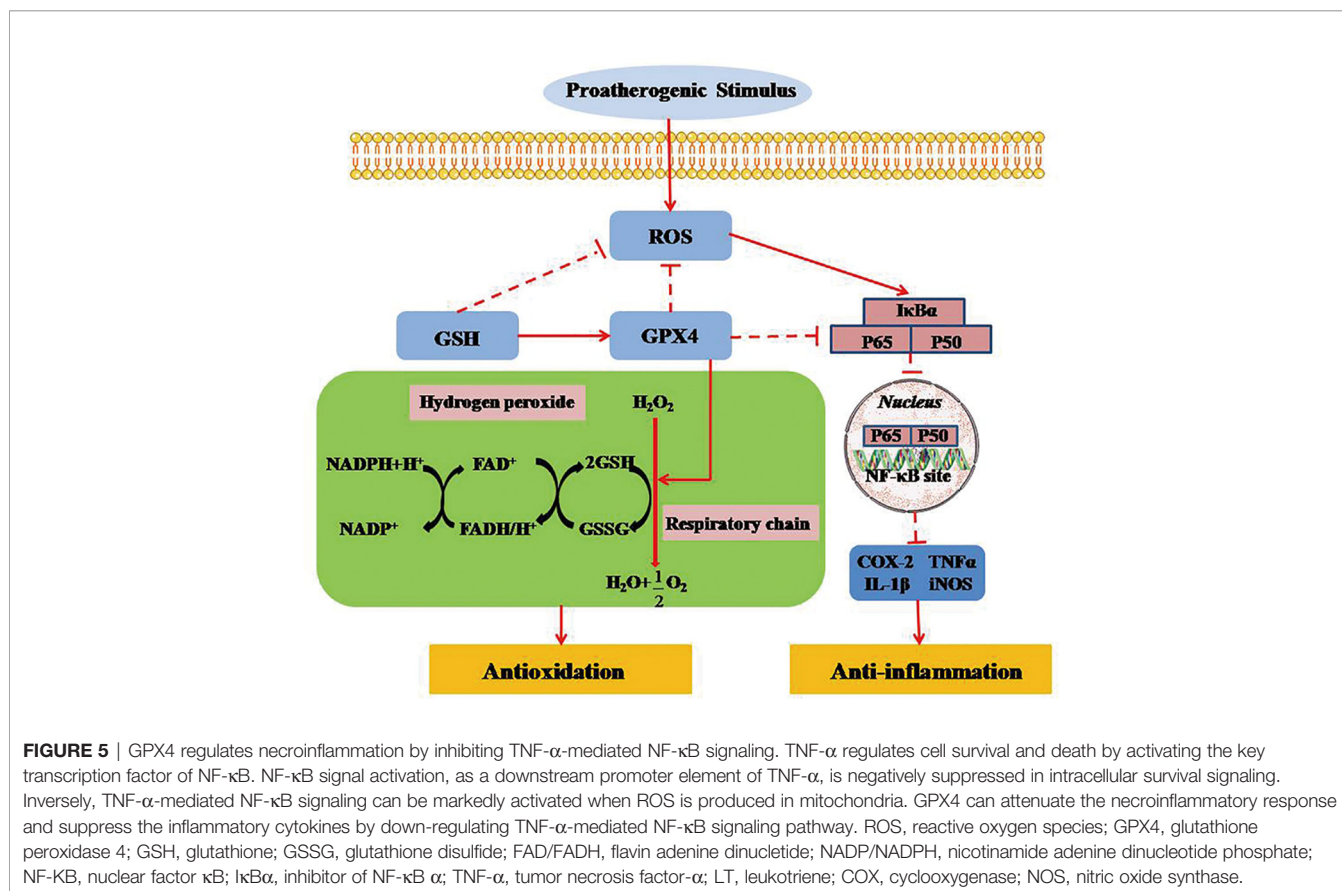 Proatherogenic Stimulus
ROS
GSH
GPX4
IκBα
P65 P50
Nucleus
P65 P50
NF-κB site
Hydrogen peroxide
H₂O₂
NADPH+H⁺ FAD⁺ 2GSH
NADP⁺ FADH/H⁺ GSSG
Respiratory chain
H₂O+1/2 O₂
COX-2 TNFα
IL-1β iNOS
Antioxidation
Anti-inflammation
FIGURE 5 | GPX4 regulates necroinflammation by inhibiting TNF-α-mediated NF-κB signaling. TNF-α regulates cell survival and death by activating the key
transcription factor of NF-κB. NF-κB signal activation, as a downstream promoter element of TNF-α, is negatively suppressed in intracellular survival signaling.
Inversely, TNF-α-mediated NF-κB signaling can be markedly activated when ROS is produced in mitochondria. GPX4 can attenuate the necroinflammatory response
and suppress the inflammatory cytokines by down-regulating TNF-α-mediated NF-κB signaling pathway. ROS, reactive oxygen species; GPX4, glutathione
peroxidase 4; GSH, glutathione; GSSG, glutathione disulfide; FAD/FADH, flavin adenine dinucletide; NADP/NADPH, nicotinamide adenine dinucleotide phosphate;
NF-KB, nuclear factor κB; IκBα, inhibitor of NF-κB α; TNF-α, tumor necrosis factor-α; LT, leukotriene; COX, cyclooxygenase; NOS, nitric oxide synthase.